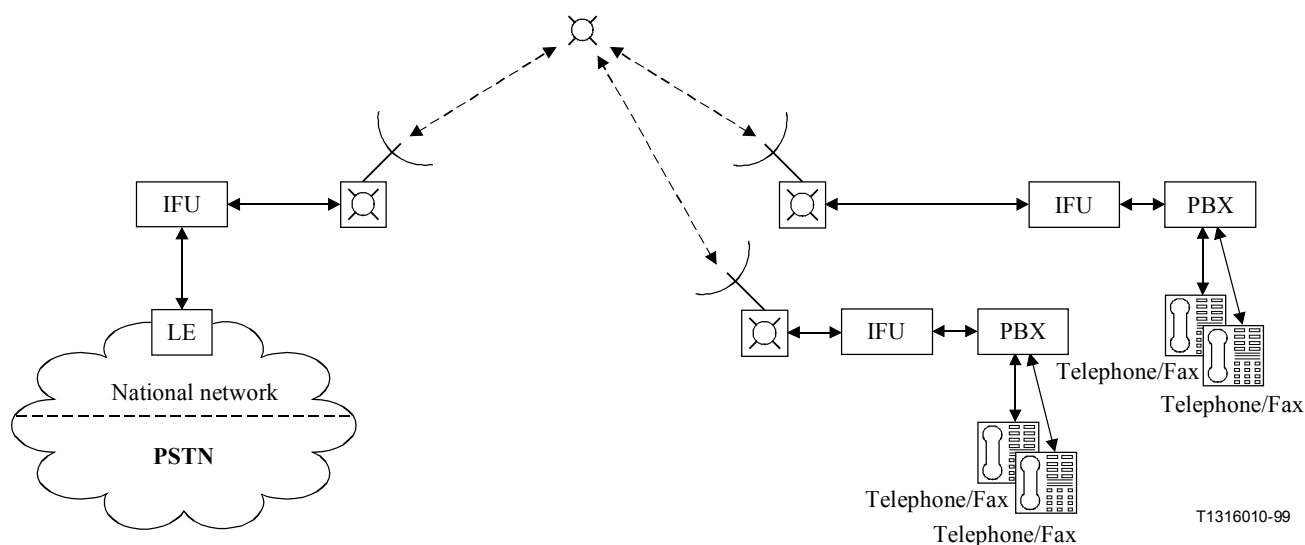 IFU
IFU
PBX
LE
IFU
PBX
National network
Telephone/Fax
Telephone/Fax
PSTN
Telephone/Fax
Telephone/Fax
T1316010-99